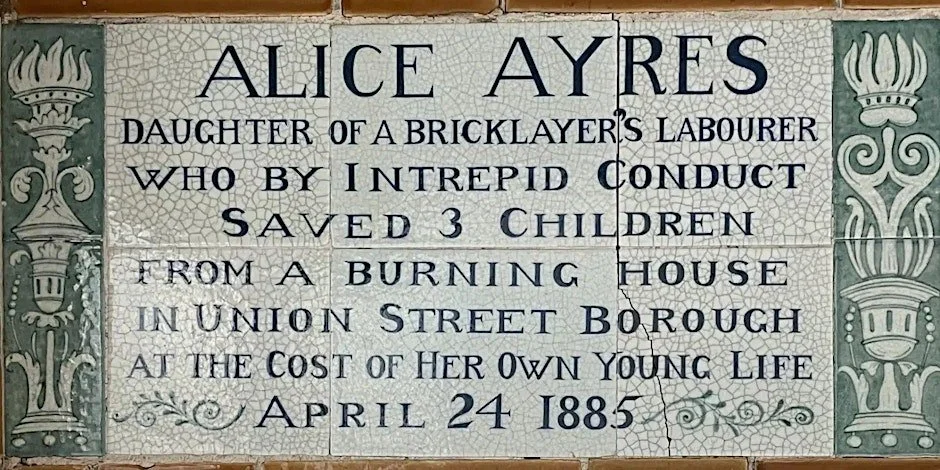 ALICE AYRES
DAUGHTER OF A BRICKLAYER'S LABOURER
WHO BY INTREPID CONDUCT
SAVED 3 CHILDREN
FROM A BURNING HOUSE
IN UNION STREET BOROUGH
AT THE COST OF HER OWN YOUNG LIFE
APRIL 24 1885